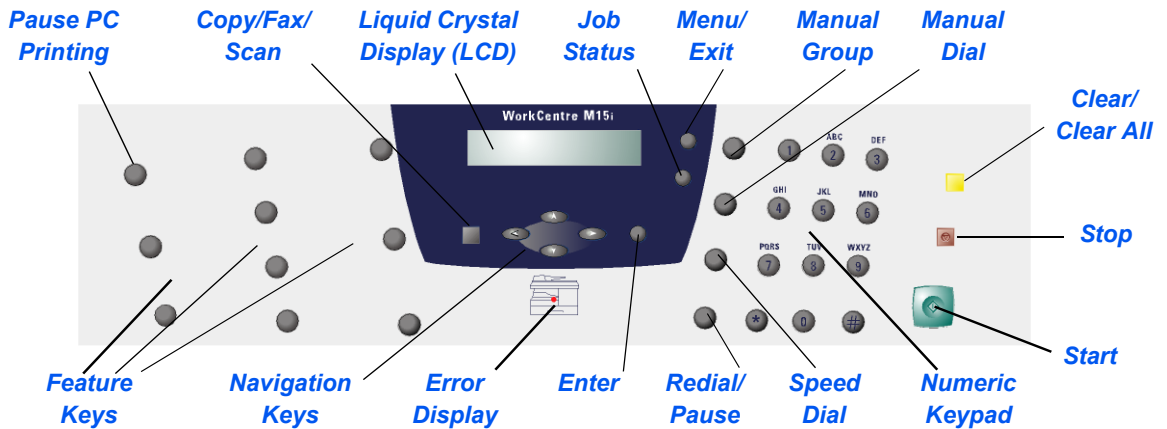 Pause PC
Printing
Copy/Fax/
Scan
Liquid Crystal
Display (LCD)
Job
Status
Menu/
Exit
Manual
Group
Manual
Dial
Clear/
Clear All
WorkCentre M15i
1
ABC
2
DEF
3
GHI
4
JKL
5
MNO
6
PQRS
7
TUV
8
WXYZ
9
*
0
#
Stop
Start
Feature
Keys
Navigation
Keys
Error
Display
Enter
Redial/
Pause
Speed
Dial
Numeric
Keypad